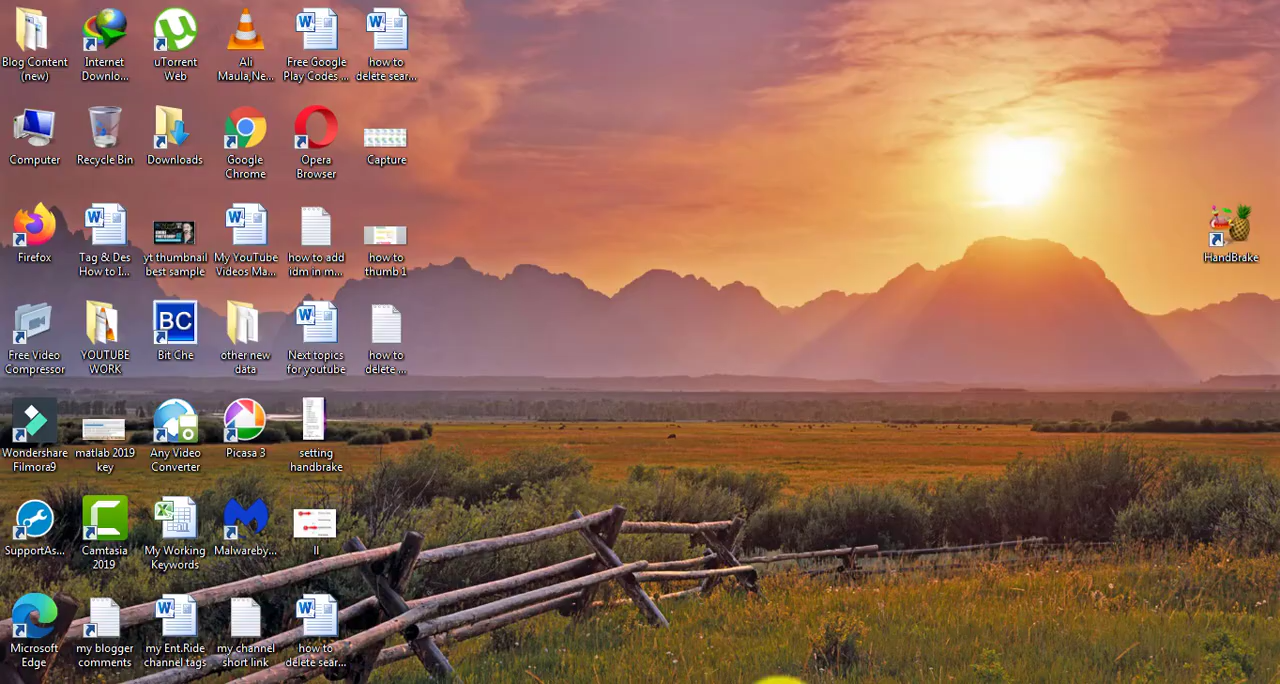 Blog Content
(new)
Internet
Downlo...
uTorrent
Web
Ali
Maula,Ne...
Free Google
Play Codes ...
how to
delete sear...
Computer
Recycle Bin
Downloads
Google
Chrome
Opera
Browser
Capture
Firefox
Tag & Des
How to I...
yt thumbnail
best sample
My YouTube
Videos Ma...
how to add
idm in m...
how to
thumb 1
Free Video
Compressor
YOUTUBE
WORK
BC
Bit Che
other new
data
Next topics
for youtube
how to
delete ...
Wondershare
Filmora9
matlab 2019
key
Any Video
Converter
Picasa 3
setting
handbrake
SupportAs...
Camtasia
2019
My Working
Keywords
Malwareby...
ll
Microsoft
Edge
my blogger
comments
my Ent.Ride
channel tags
my channel
short link
how to
delete sear...
HandBrake